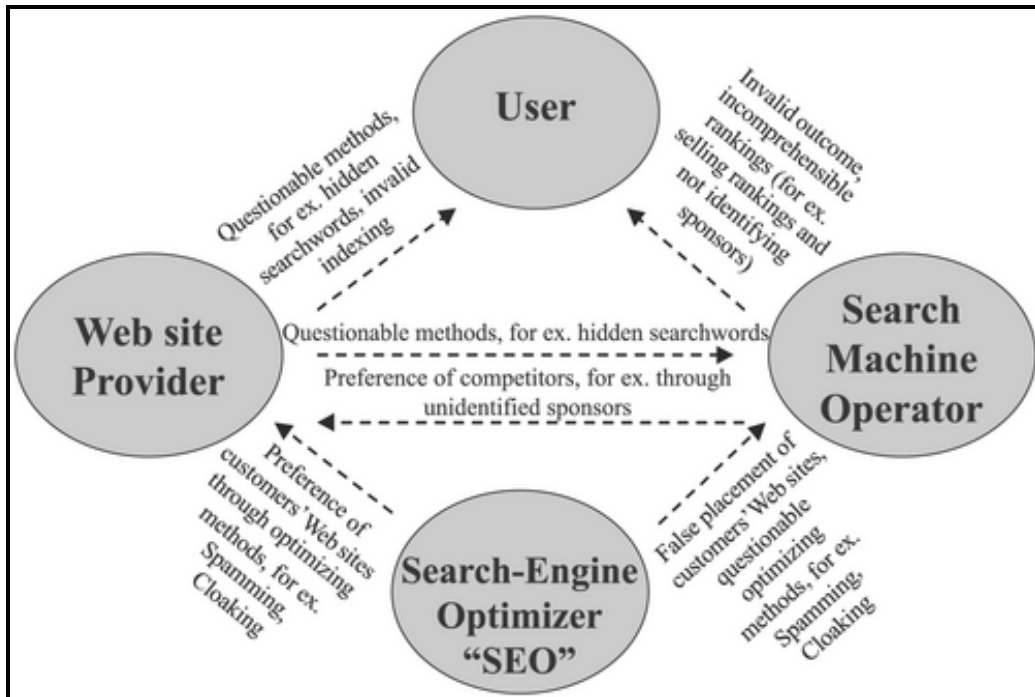 User
Questionable methods,
for ex. hidden
searchwords, invalid
indexing
Invalid outcome,
incomprehensible
rankings (for ex.
selling rankings and
not identifying
sponsors)
Web site
Provider
Questionable methods, for ex. hidden searchwords
Preference of competitors, for ex. through
unidentified sponsors
Search
Machine
Operator
Preference of
customers' Web sites
through optimizing
methods, for ex.
Spamming,
Cloaking
Search-Engine
Optimizer
“SEO”
False placement of
customers' Web sites,
questionable
optimizing
methods, for ex.
Spamming,
Cloaking